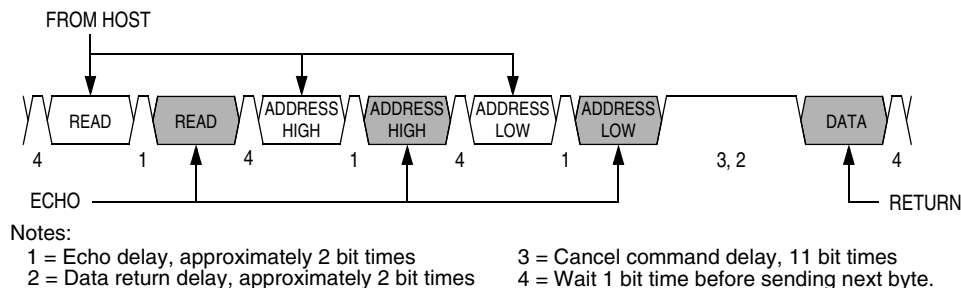 FROM HOST
READ READ ADDRESS HIGH ADDRESS HIGH ADDRESS LOW ADDRESS LOW DATA
4 1 4 1 4 1 3, 2 4
ECHO RETURN
Notes:
1 = Echo delay, approximately 2 bit times
2 = Data return delay, approximately 2 bit times
3 = Cancel command delay, 11 bit times
4 = Wait 1 bit time before sending next byte.